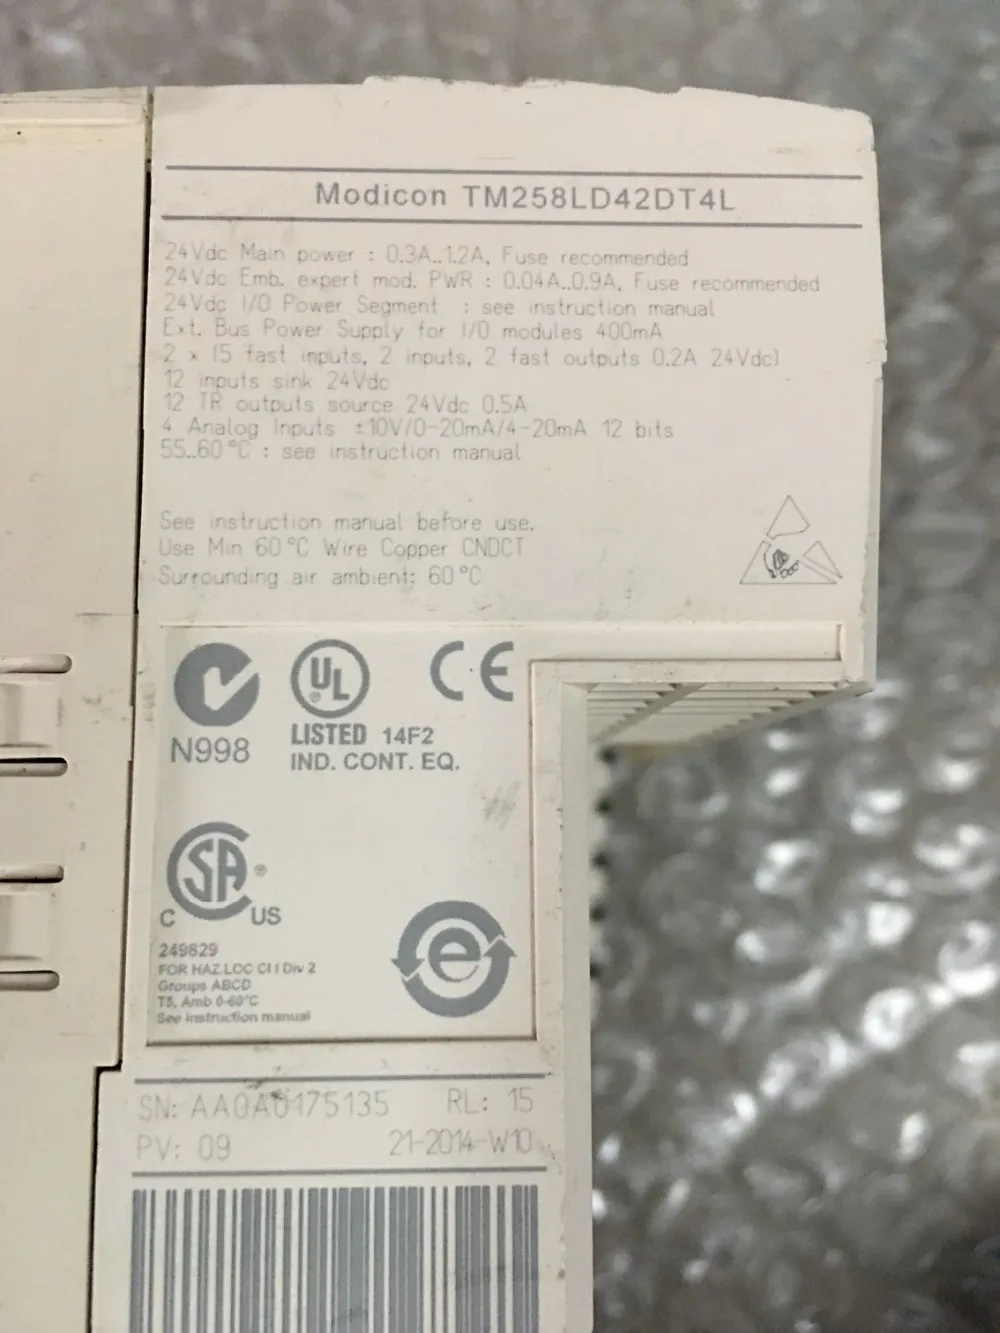 Modicon TM258LD42DT4L
24Vdc Main power : 0.3A..1.2A, Fuse recommended
24Vdc Emb. expert mod. PWR : 0.04A..0.9A, Fuse recommended
24Vdc I/O Power Segment : see instruction manual
Ext. Bus Power Supply for I/O modules 400mA
2 x (5 fast inputs, 2 inputs, 2 fast outputs 0.2A 24Vdc)
12 inputs sink 24Vdc
12 TR outputs source 24Vdc 0.5A
4 Analog Inputs ±10V/0-20mA/4-20mA 12 bits
55..60°C : see instruction manual
See instruction manual before use.
Use Min 60°C Wire Copper CNDCT
Surrounding air ambient: 60°C
N998
UL ®
LISTED 14F2
IND. CONT. EQ.
CE
SA ®
C US
249829
FOR HAZ.LOC Cl I Div 2
Groups ABCD
T5, Amb 0-60°C
See instruction manual
e
SN: AA0A0175135 RL: 15
PV: 09 21-2014-W10